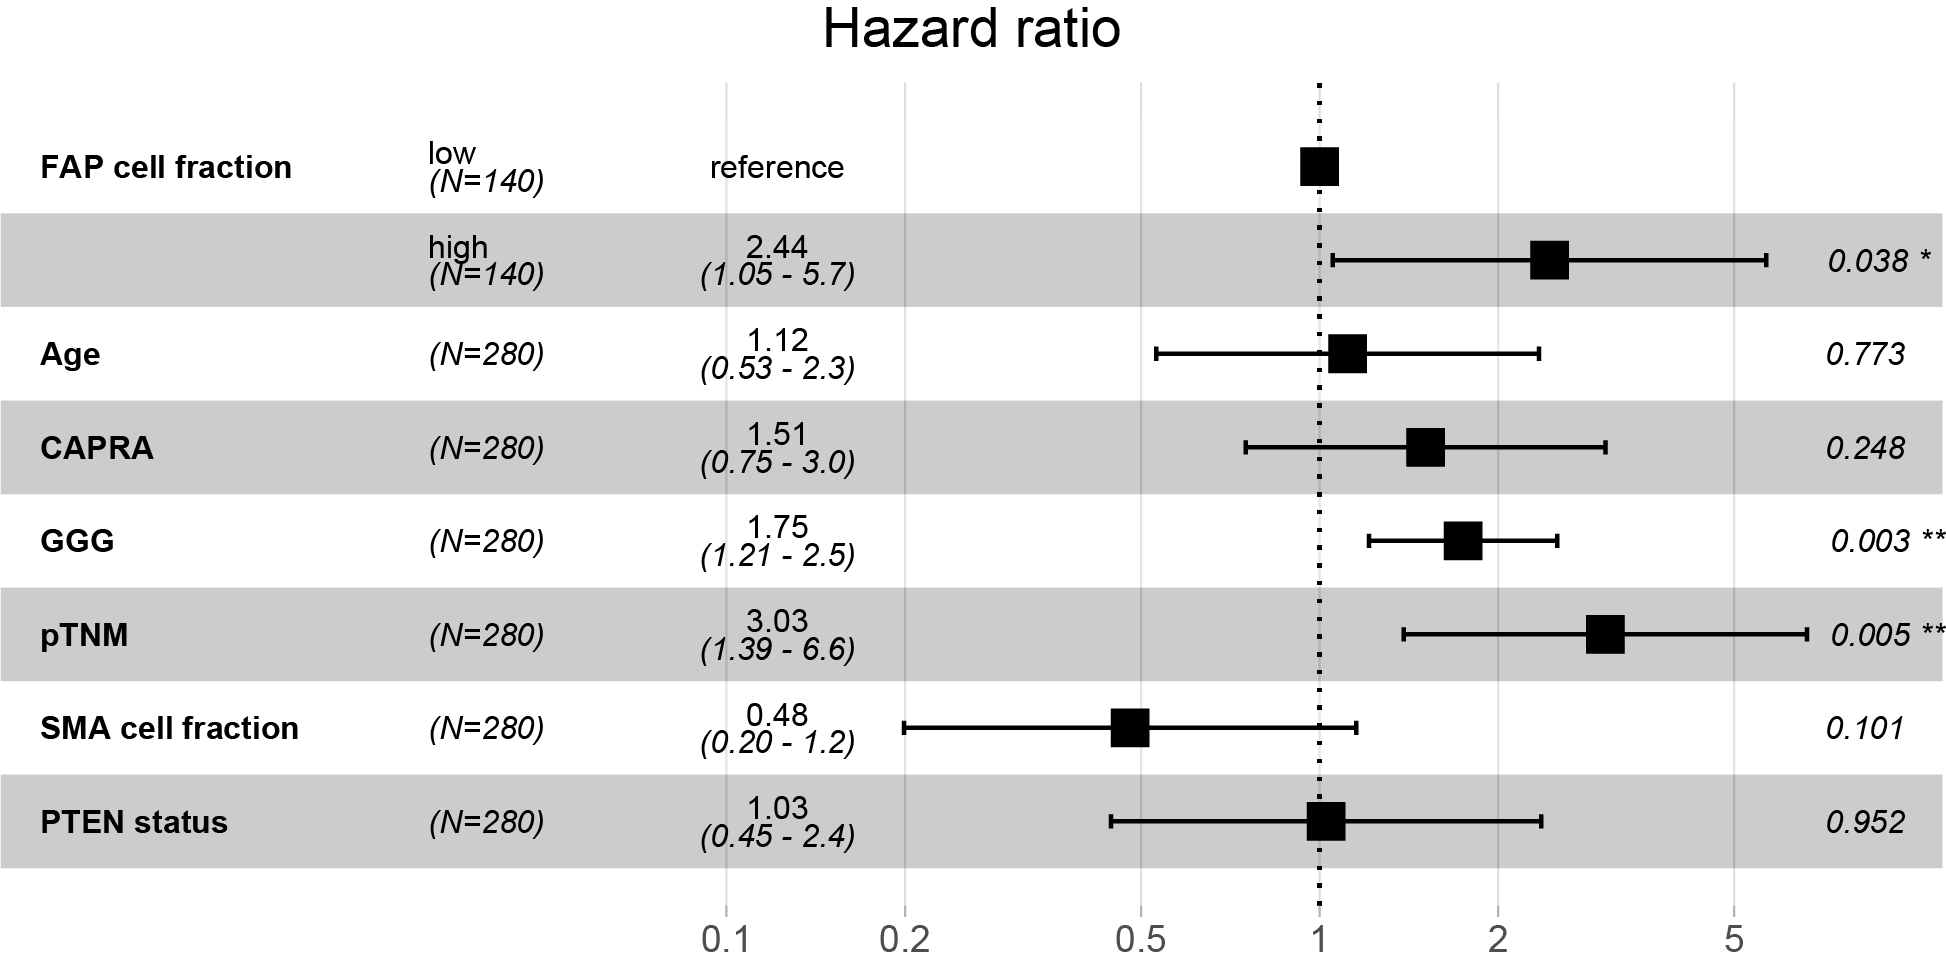 Hazard ratio
FAP cell fraction
low
(N=140)
reference
high
(N=140)
2.44
(1.05 - 5.7)
0.038 *
Age
(N=280)
1.12
(0.53 - 2.3)
0.773
CAPRA
(N=280)
1.51
(0.75 - 3.0)
0.248
GGG
(N=280)
1.75
(1.21 - 2.5)
0.003 **
pTNM
(N=280)
3.03
(1.39 - 6.6)
0.005 **
SMA cell fraction
(N=280)
0.48
(0.20 - 1.2)
0.101
PTEN status
(N=280)
1.03
(0.45 - 2.4)
0.952
0.1 0.2 0.5 1 2 5